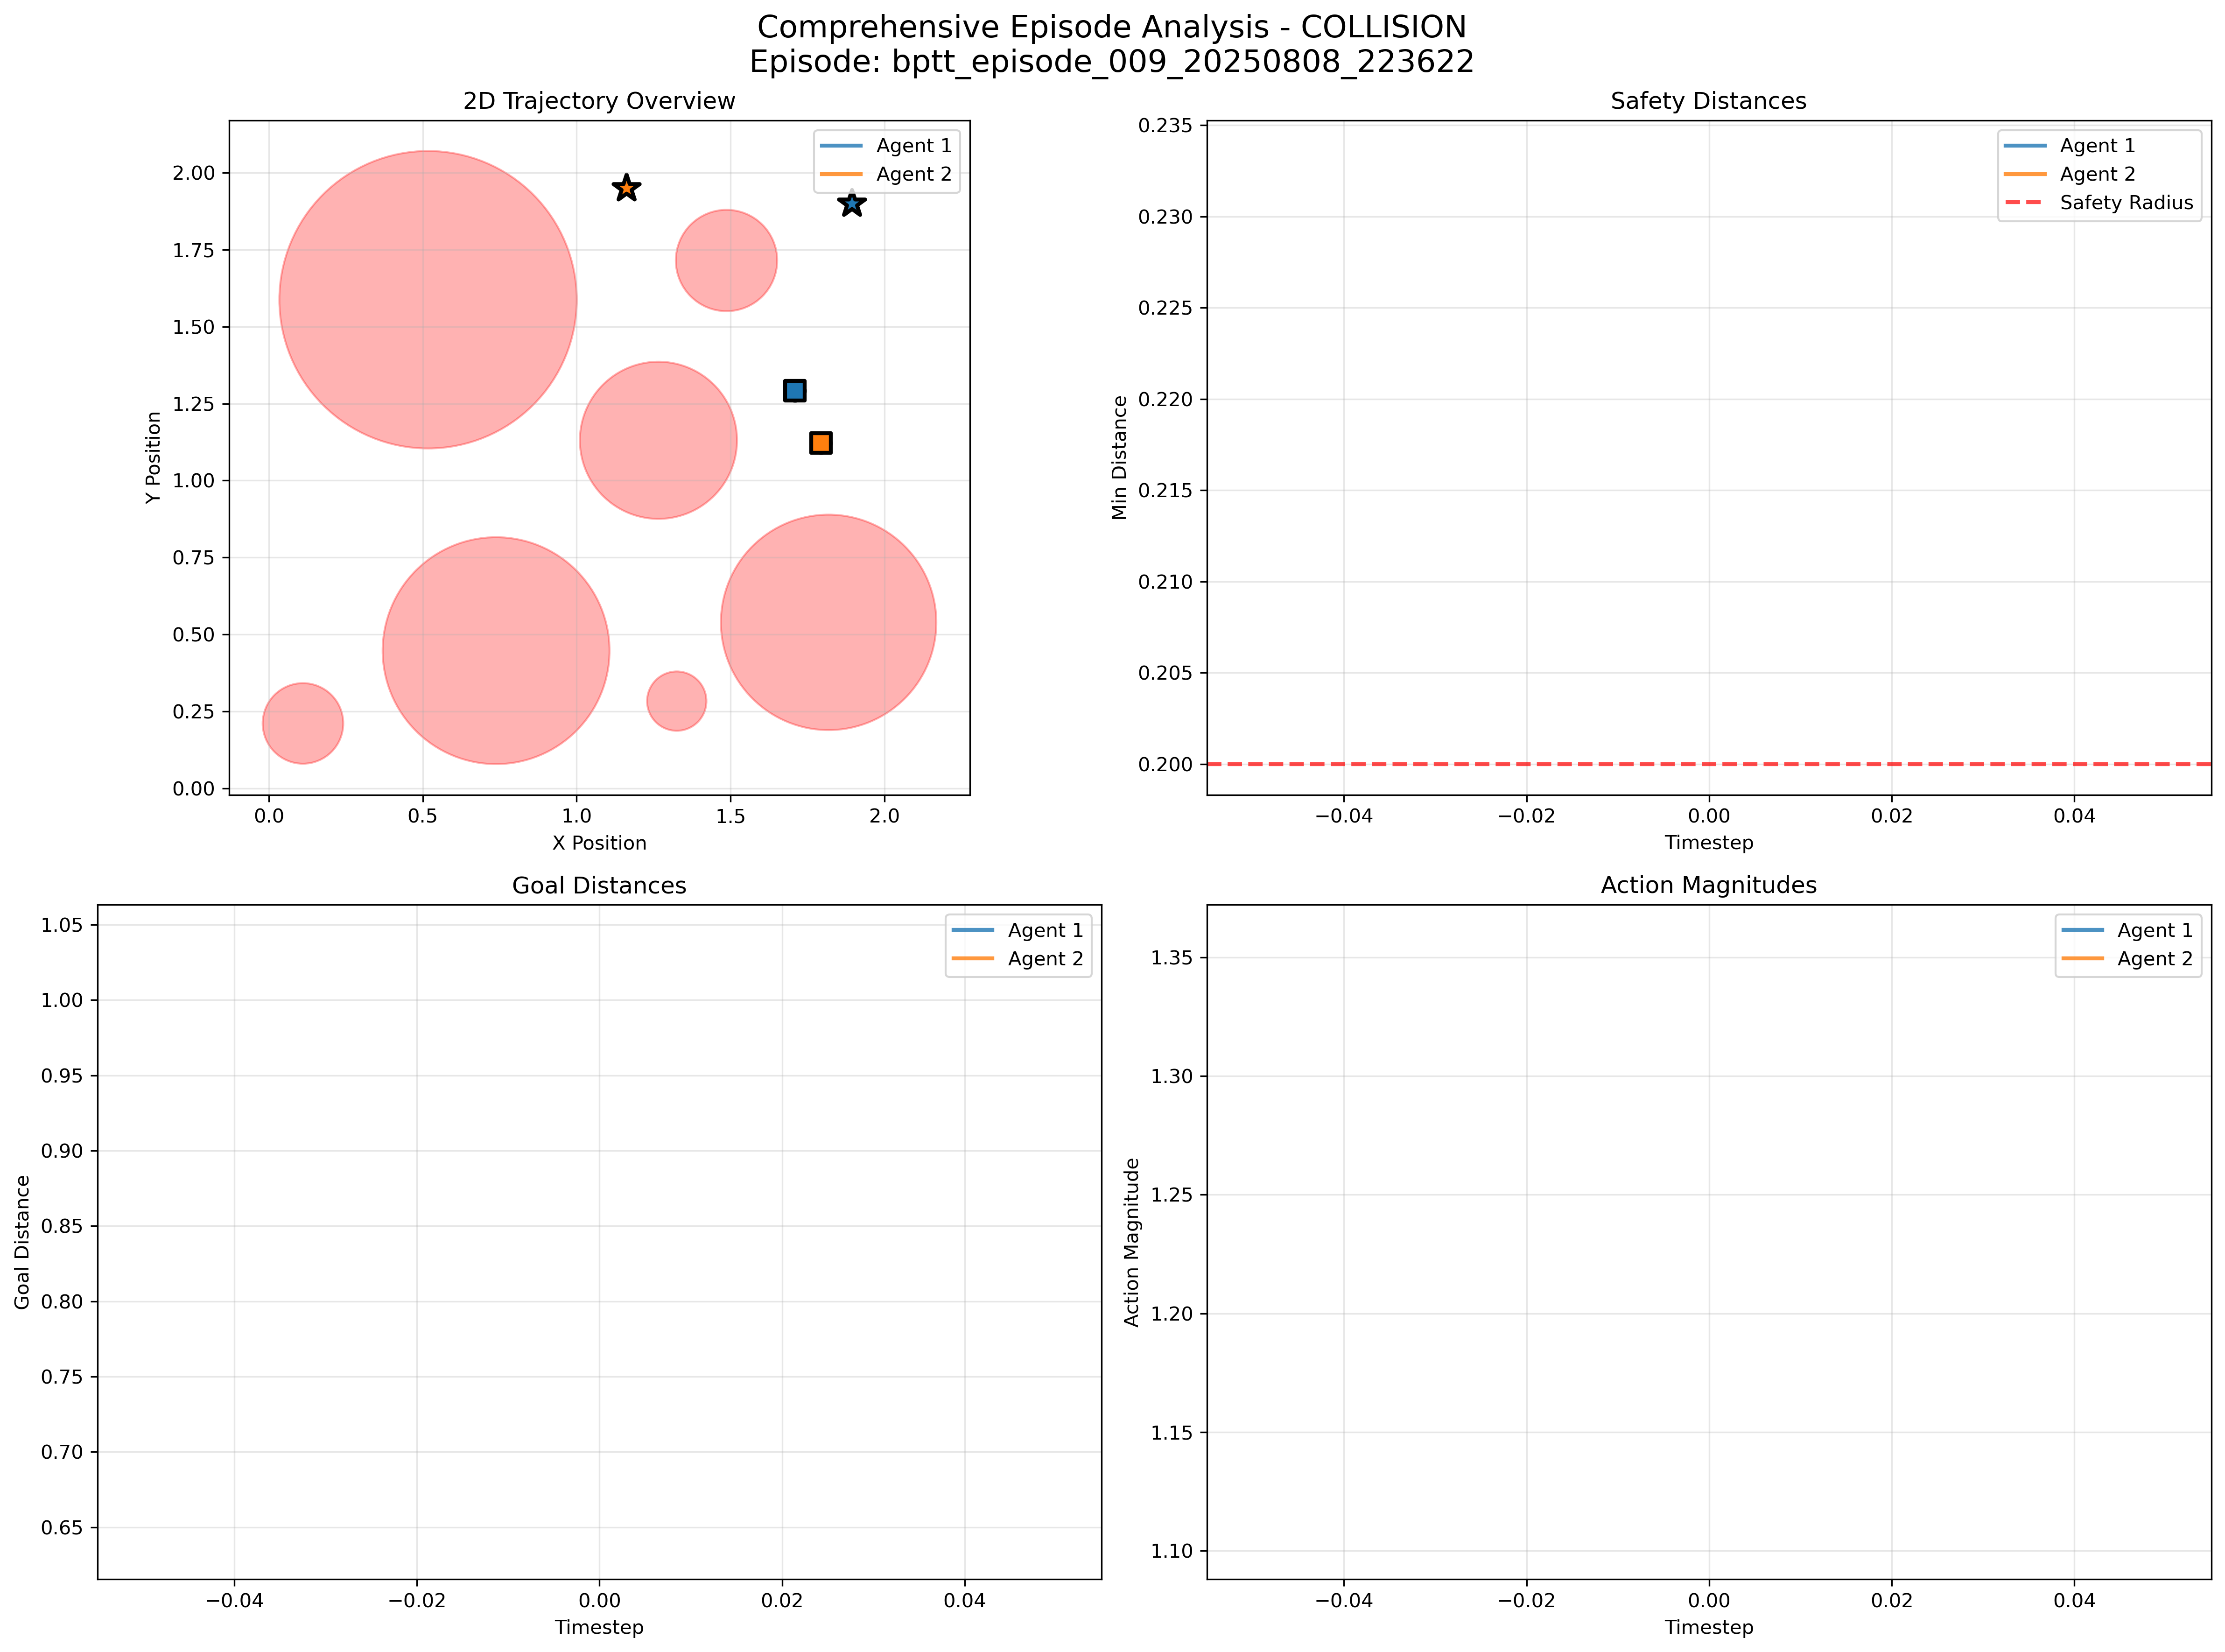 Comprehensive Episode Analysis - COLLISION
Episode: bptt_episode_009_20250808_223622
2D Trajectory Overview
Agent 1
Agent 2
2.00
1.75
1.50
1.25
1.00
0.75
0.50
0.25
0.00
Y Position
0.0
0.5
1.0
1.5
2.0
X Position
Safety Distances
Agent 1
Agent 2
Safety Radius
0.235
0.230
0.225
0.220
0.215
0.210
0.205
0.200
Min Distance
−0.04
−0.02
0.00
0.02
0.04
Timestep
Goal Distances
Agent 1
Agent 2
1.05
1.00
0.95
0.90
0.85
0.80
0.75
0.70
0.65
Goal Distance
−0.04
−0.02
0.00
0.02
0.04
Timestep
Action Magnitudes
Agent 1
Agent 2
1.35
1.30
1.25
1.20
1.15
1.10
Action Magnitude
−0.04
−0.02
0.00
0.02
0.04
Timestep